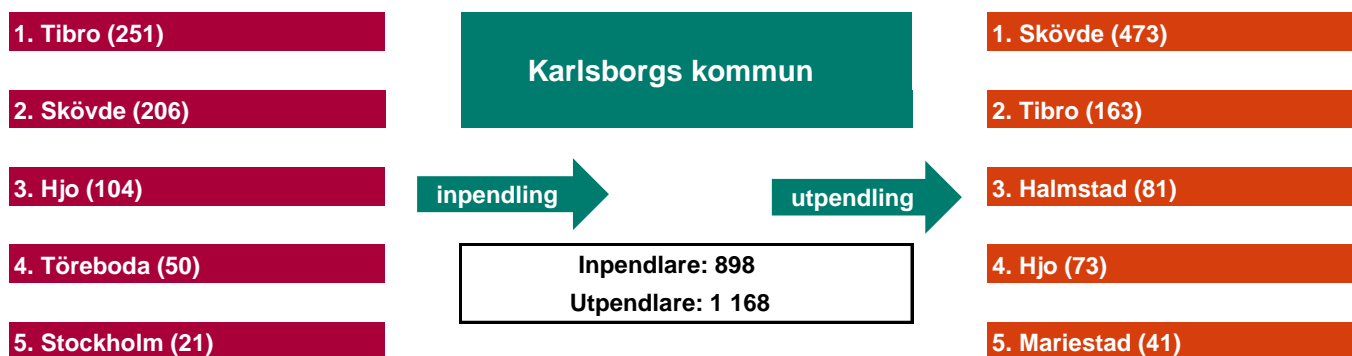 1. Tibro (251)
2. Skövde (206)
3. Hjo (104)
4. Töreboda (50)
5. Stockholm (21)
Karlsborgs kommun
inpendling
utpendling
Inpendlare: 898
Utpendlare: 1 168
1. Skövde (473)
2. Tibro (163)
3. Halmstad (81)
4. Hjo (73)
5. Mariestad (41)